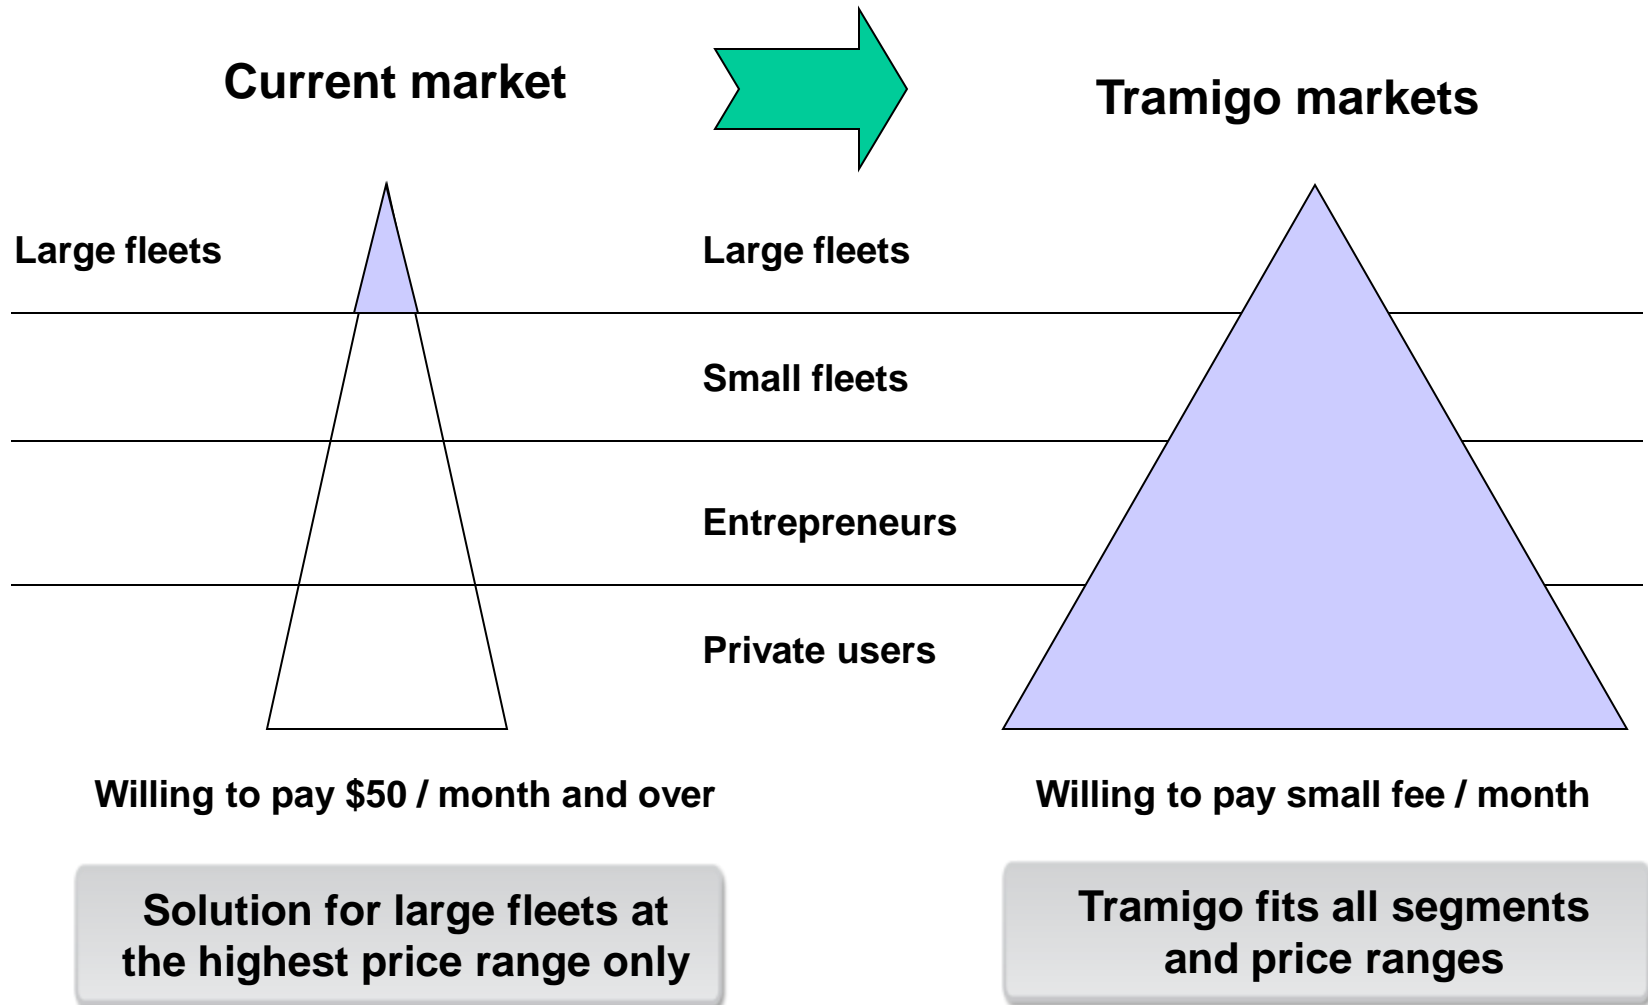 Current market
Tramigo markets
Large fleets
Large fleets
Small fleets
Entrepreneurs
Private users
Willing to pay $50 / month and over
Willing to pay small fee / month
Solution for large fleets at
the highest price range only
Tramigo fits all segments
and price ranges